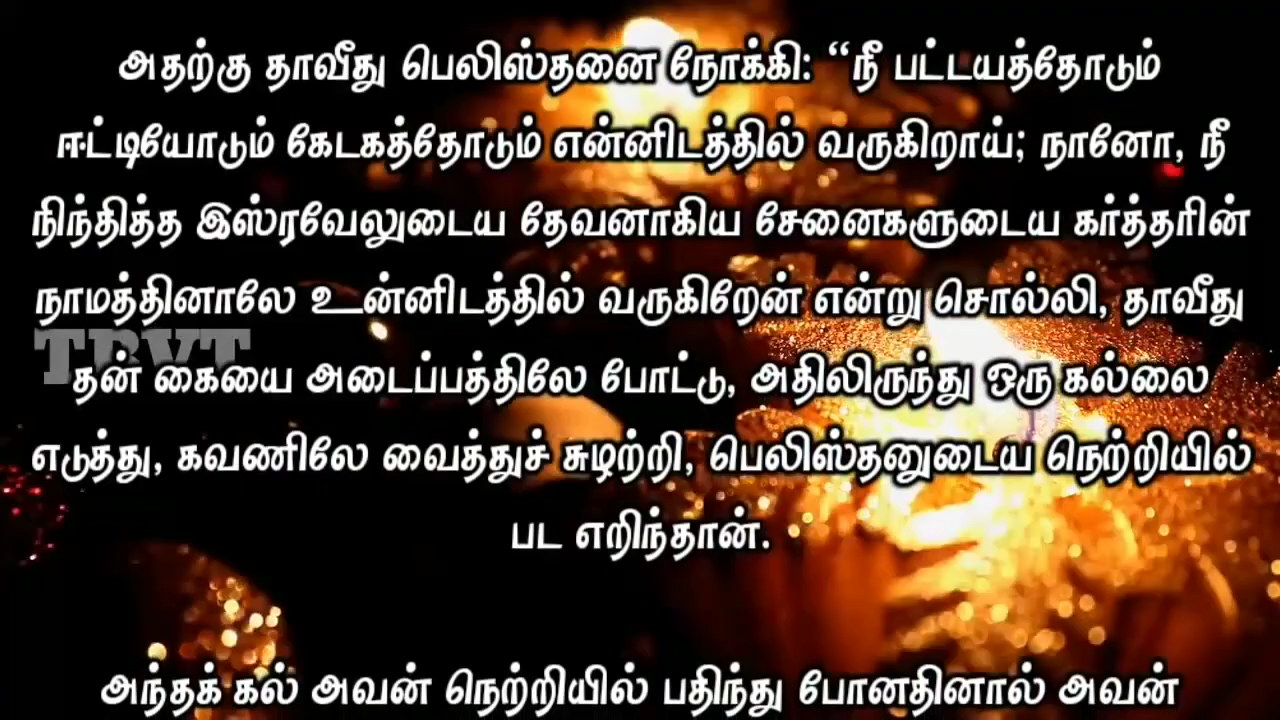 அதற்கு தாவீது பெலிஸ்தனை நோக்கி: “நீ பட்டயத்தோடும்
ஈட்டியோடும் கேடகத்தோடும் என்னிடத்தில் வருகிறாய்; நானோ, நீ
நிந்தித்த இஸ்ரவேலுடைய தேவனாகிய சேனைகளுடைய கர்த்தரின்
நாமத்தினாலே உன்னிடத்தில் வருகிறேன் என்று சொல்லி, தாவீது
TBVT
தன் கையை அடைப்பத்திலே போட்டு, அதிலிருந்து ஒரு கல்லை
எடுத்து, கவணிலே வைத்துச் சுழற்றி, பெலிஸ்தனுடைய நெற்றியில்
பட எறிந்தான்.
அந்தக் கல் அவன் நெற்றியில் பதிந்து போனதினால் அவன்